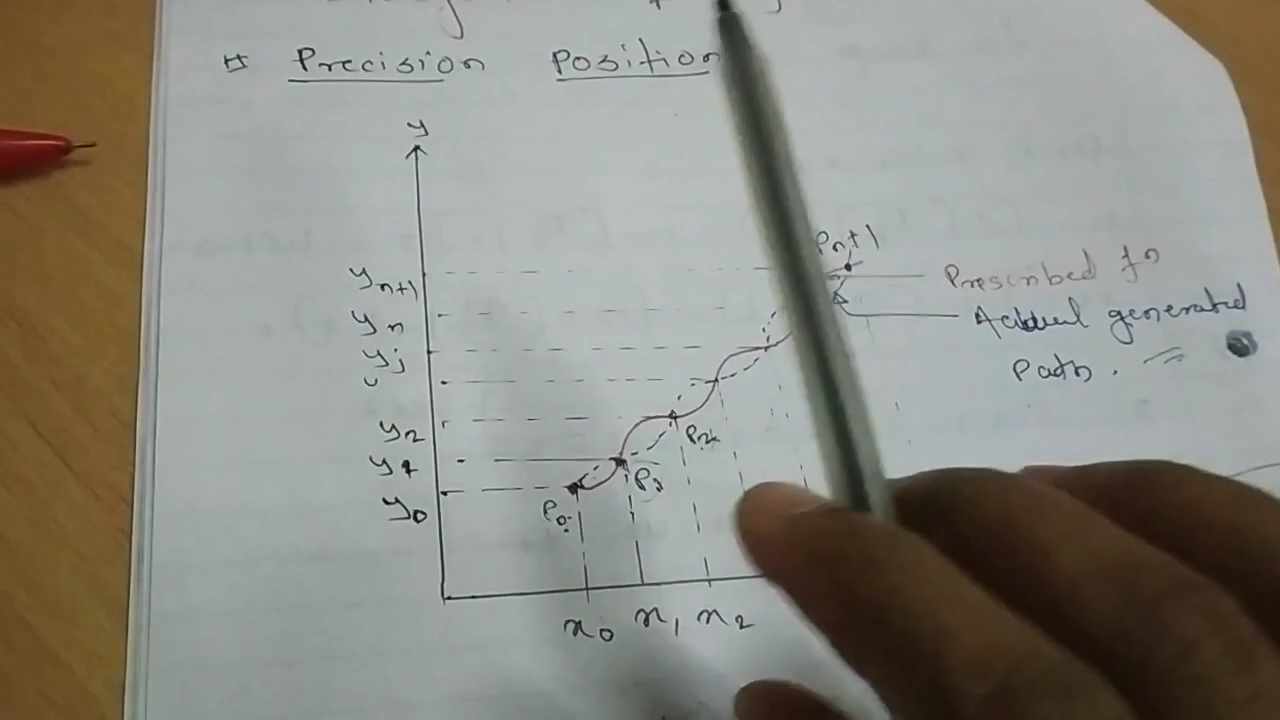 Precision Position
y
Pn+1
yn+1
Prescribed fn
yn
Actual generated
yj
Path.
y2
P2
y1
P1
y0
P0
x0 x1 x2